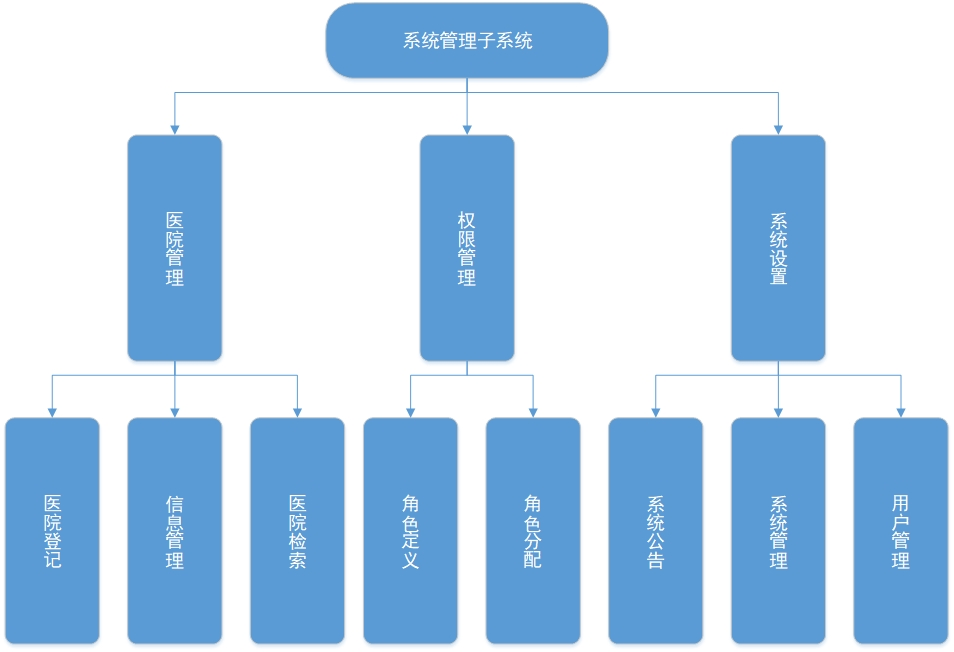 系统管理子系统
医院管理
权限管理
系统设置
医院登记
信息管理
医院检索
角色定义
角色分配
系统公告
系统管理
用户管理